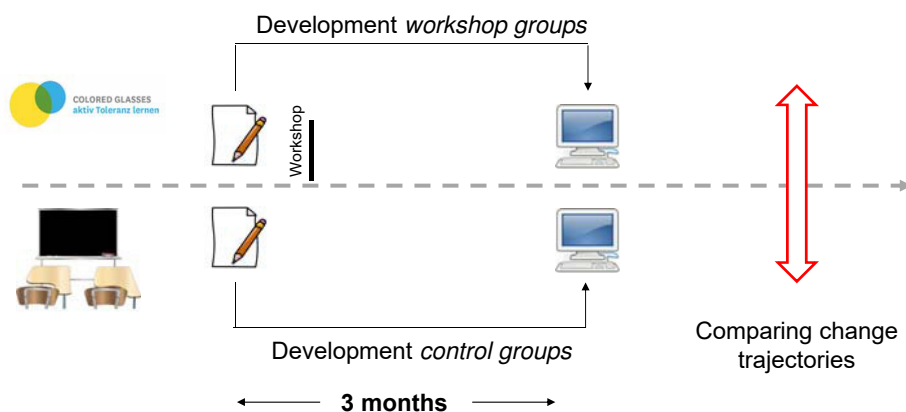 Development workshop groups
COLORED GLASSES
aktiv Toleranz lernen
Workshop
Development control groups
Comparing change
trajectories
3 months